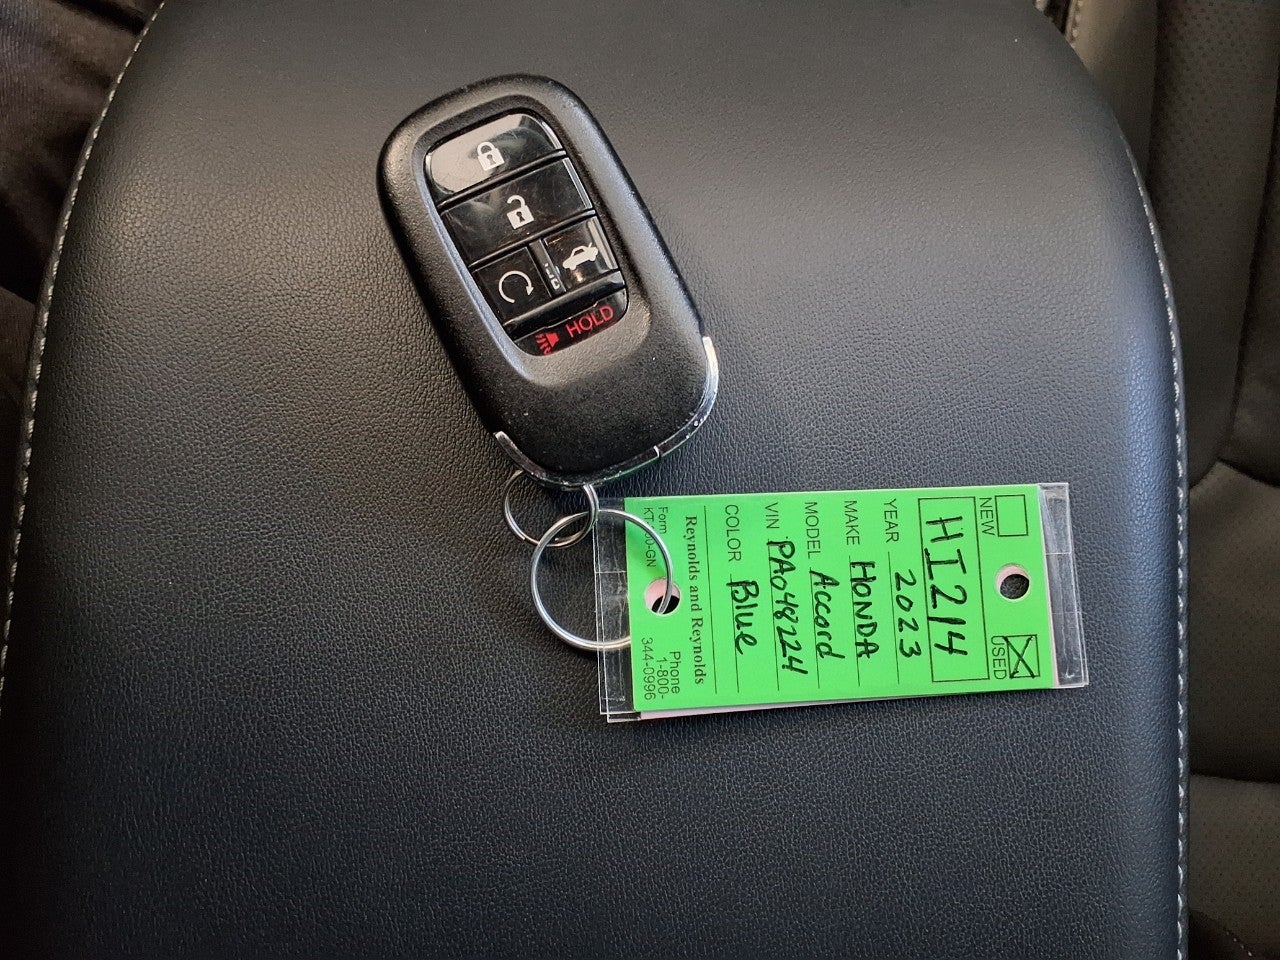 HOLD
NEW
USED
HI214
YEAR 2023
MAKE HONDA
MODEL Accord
VIN PA048224
COLOR Blue
Reynolds and Reynolds
Form
Phone
1-800-
344-0996